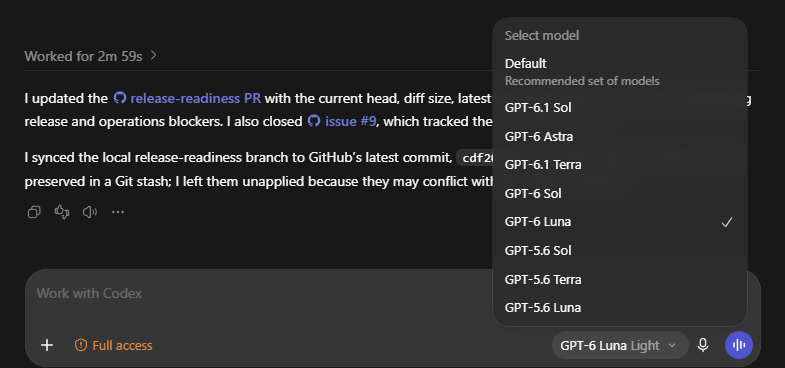 Worked for 2m 59s
I updated the release-readiness PR with the current head, diff size, latest
release and operations blockers. I also closed issue #9, which tracked the
I synced the local release-readiness branch to GitHub's latest commit,
preserved in a Git stash; I left them unapplied because they may conflict
Select model
Default
Recommended set of models
GPT-6.1 Sol
GPT-6 Astra
GPT-6.1 Terra
GPT-6 Sol
GPT-6 Luna
GPT-5.6 Sol
GPT-5.6 Terra
GPT-5.6 Luna
Work with Codex
Full access
GPT-6 Luna Light